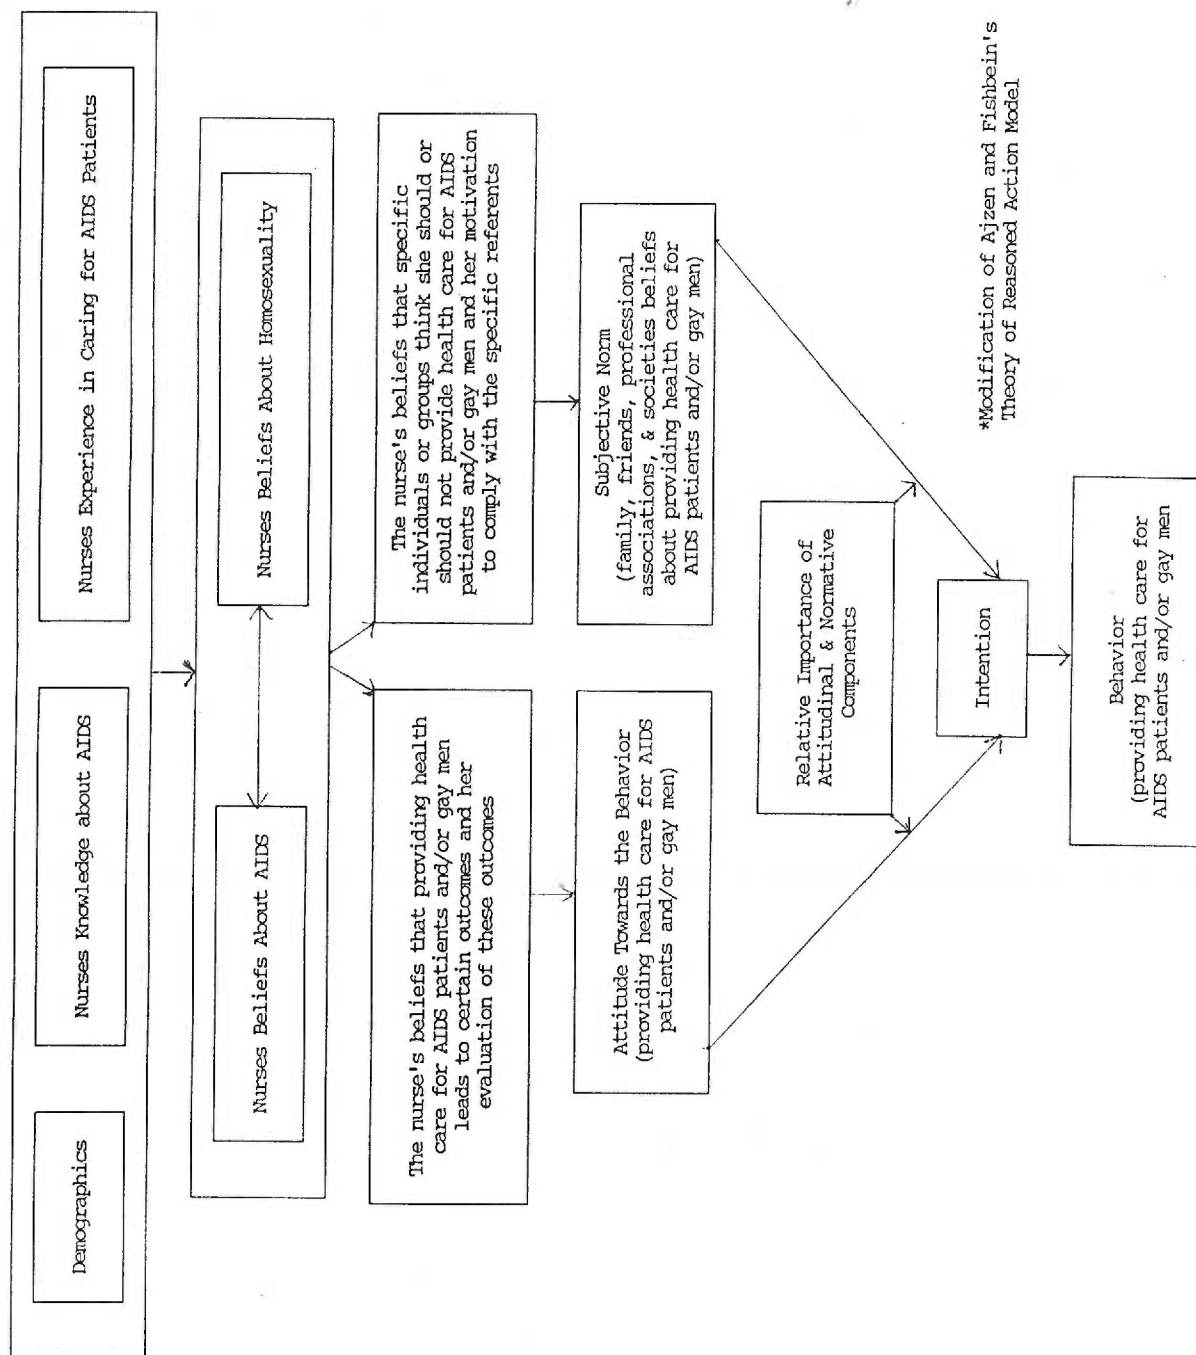 Demographics
Nurses Knowledge about AIDS
Nurses Experience in Caring for AIDS Patients
Nurses Beliefs About AIDS
Nurses Beliefs About Homosexuality
The nurse's beliefs that providing health
care for AIDS patients and/or gay men
leads to certain outcomes and her
evaluation of these outcomes
The nurse's beliefs that specific
individuals or groups think she should or
should not provide health care for AIDS
patients and/or gay men and her motivation
to comply with the specific referents
Attitude Towards the Behavior
(providing health care for AIDS
patients and/or gay men)
Subjective Norm
(family, friends, professional
associations, & societies beliefs
about providing health care for
AIDS patients and/or gay men)
Relative Importance of
Attitudinal & Normative
Components
Intention
Behavior
(providing health care for
AIDS patients and/or gay men
*Modification of Ajzen and Fishbein's
Theory of Reasoned Action Model